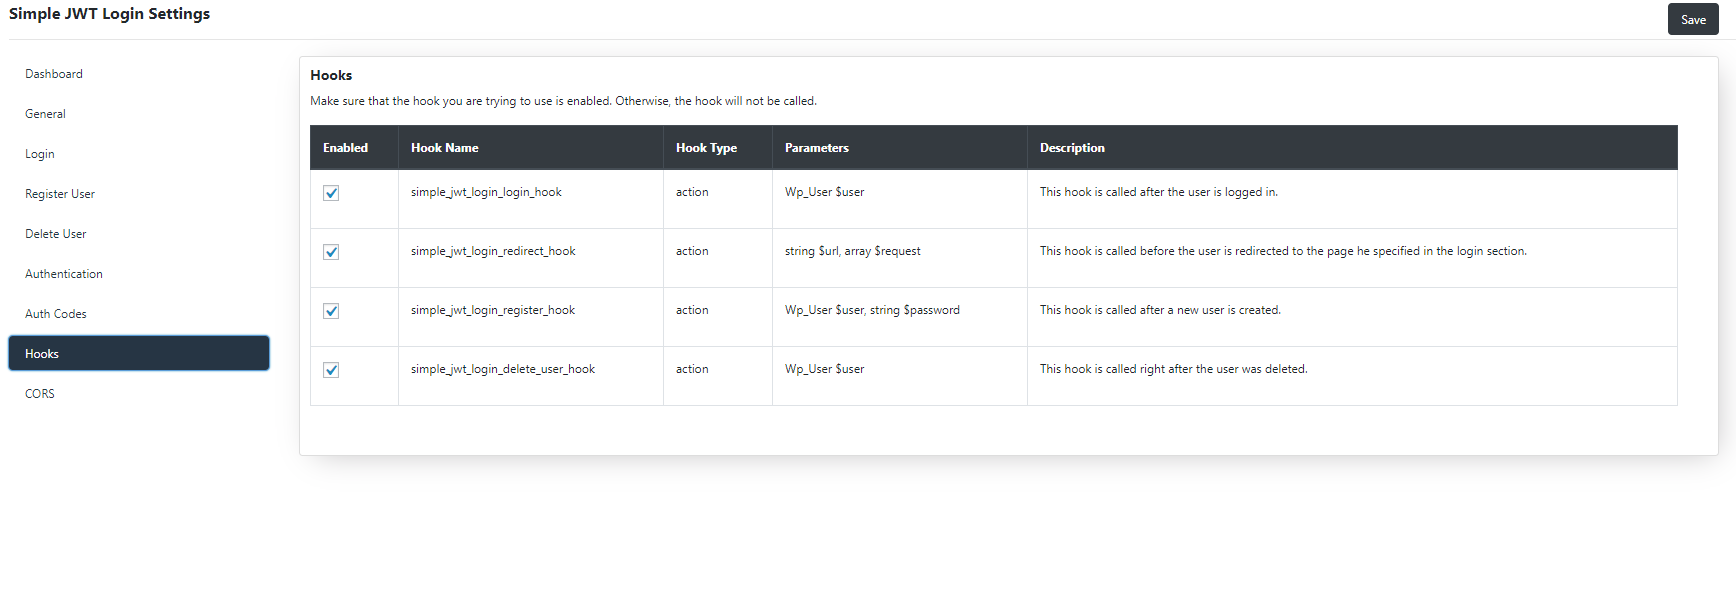 Simple JWT Login Settings
Save
Dashboard
General
Login
Register User
Delete User
Authentication
Auth Codes
Hooks
CORS
Hooks
Make sure that the hook you are trying to use is enabled. Otherwise, the hook will not be called.
Enabled Hook Name Hook Type Parameters Description
simple_jwt_login_login_hook action Wp_User $user This hook is called after the user is logged in.
simple_jwt_login_redirect_hook action string $url, array $request This hook is called before the user is redirected to the page he specified in the login section.
simple_jwt_login_register_hook action Wp_User $user, string $password This hook is called after a new user is created.
simple_jwt_login_delete_user_hook action Wp_User $user This hook is called right after the user was deleted.